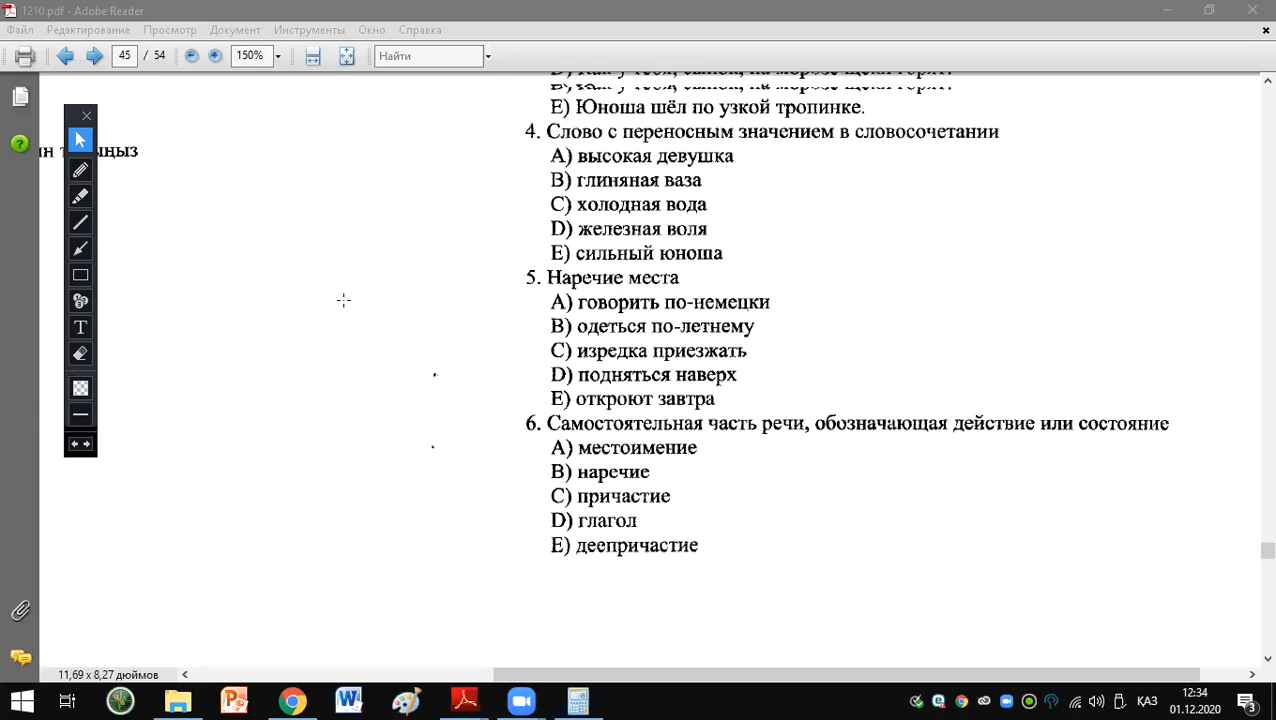 1210.pdf - Adobe Reader
Файл Редактирование Просмотр Документ Инструменты Окно Справка
45 / 54 150% Найти
E) Юноша шёл по узкой тропинке.
4. Слово с переносным значением в словосочетании
A) высокая девушка
B) глиняная ваза
C) холодная вода
D) железная воля
E) сильный юноша
5. Наречие места
A) говорить по-немецки
B) одеться по-летнему
C) изредка приезжать
D) подняться наверх
E) откроют завтра
6. Самостоятельная часть речи, обозначающая действие или состояние
A) местоимение
B) наречие
C) причастие
D) глагол
E) деепричастие
11,69 x 8,27 дюймов
ҚАЗ
12:34
01.12.2020